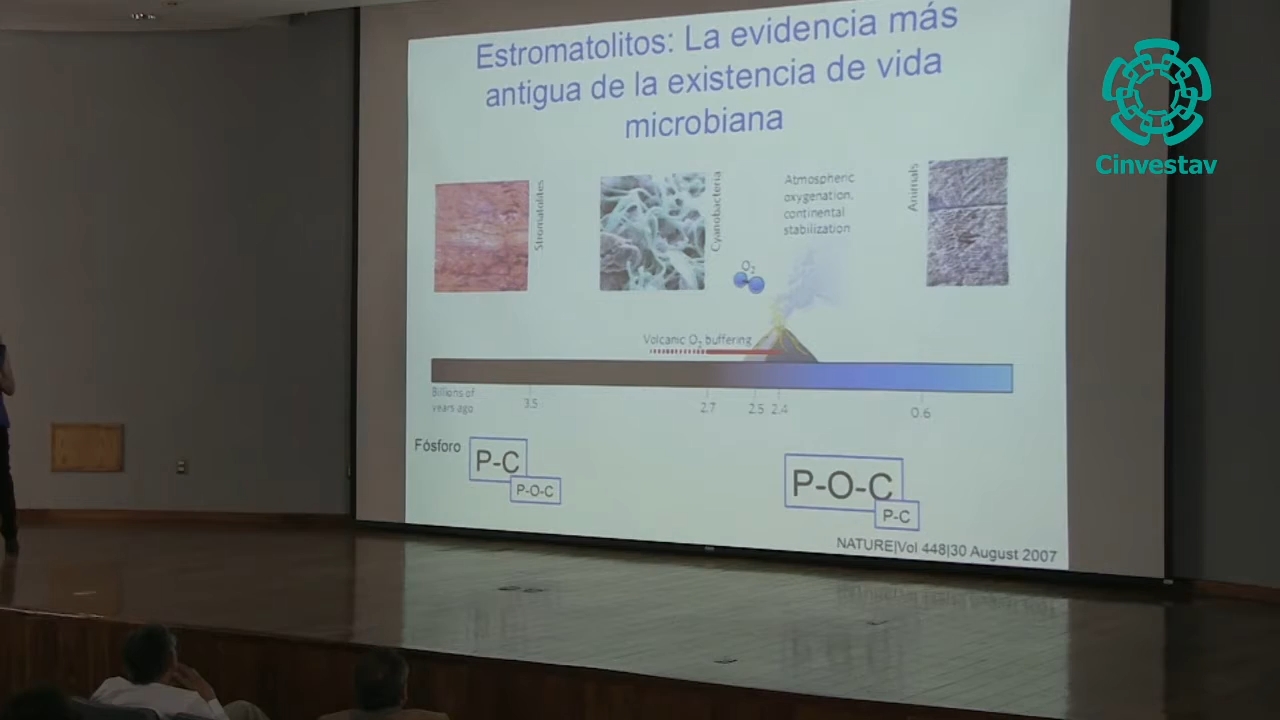 Estromatolitos: La evidencia más
antigua de la existencia de vida
microbiana
Cinvestav
Stromatolites
Cyanobacteria
Atmospheric
oxygenation,
continental
stabilization
Animals
O2
Volcanic O2 buffering
Billions of
years ago
3.5
2.7
2.5
2.4
0.6
Fósforo
P-C
P-O-C
P-O-C
P-C
NATURE|Vol 448|30 August 2007